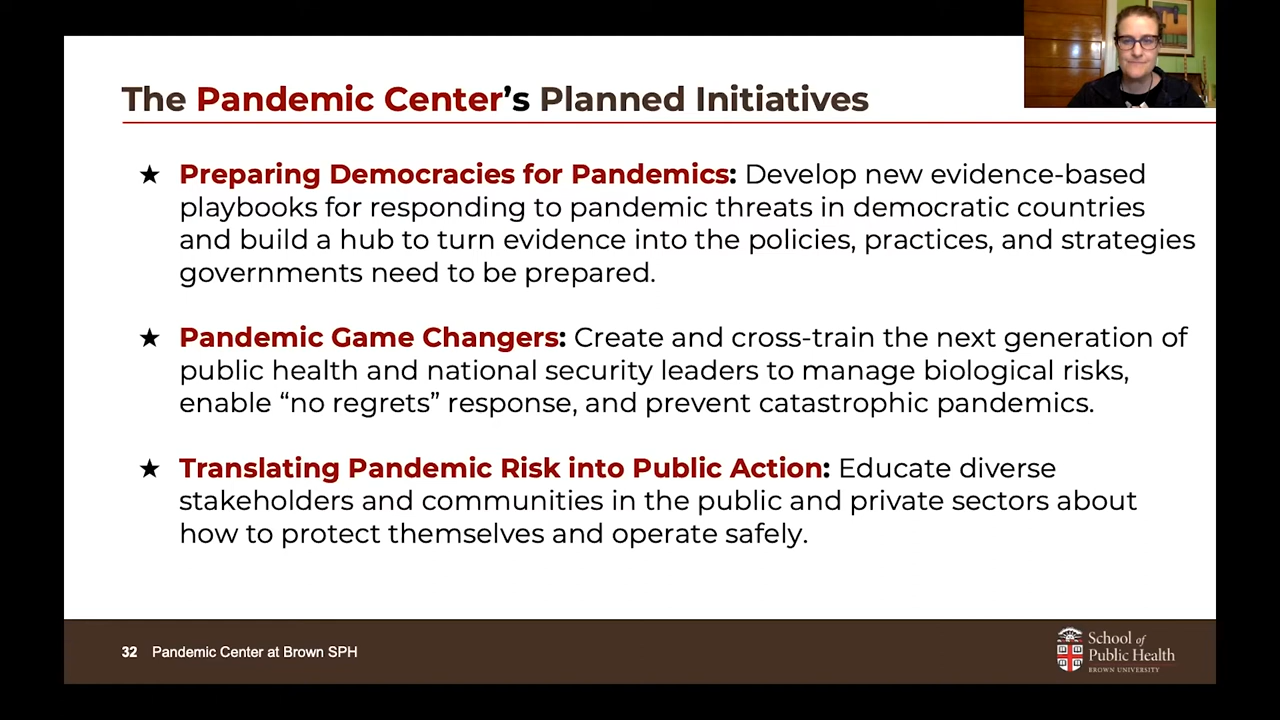 The Pandemic Center’s Planned Initiatives
★ Preparing Democracies for Pandemics: Develop new evidence-based
playbooks for responding to pandemic threats in democratic countries
and build a hub to turn evidence into the policies, practices, and strategies
governments need to be prepared.
★ Pandemic Game Changers: Create and cross-train the next generation of
public health and national security leaders to manage biological risks,
enable “no regrets” response, and prevent catastrophic pandemics.
★ Translating Pandemic Risk into Public Action: Educate diverse
stakeholders and communities in the public and private sectors about
how to protect themselves and operate safely.
32 Pandemic Center at Brown SPH
School of
Public Health
BROWN UNIVERSITY